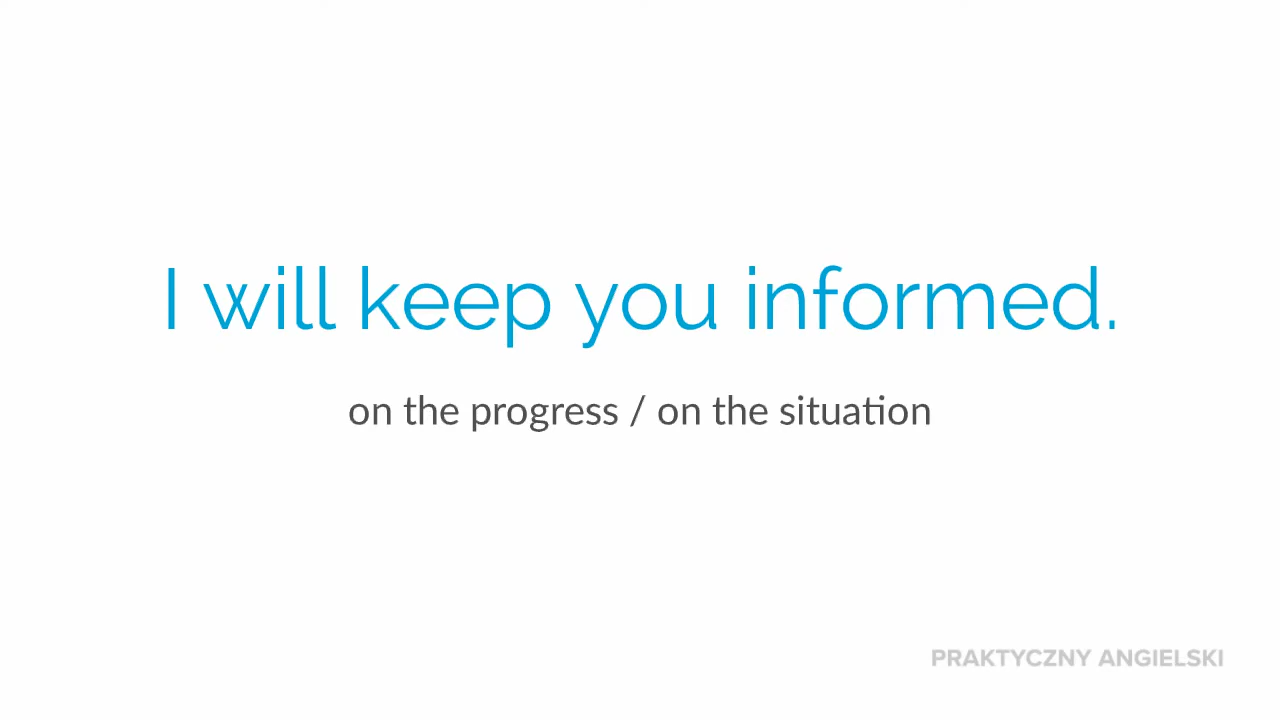 I will keep you informed.
on the progress / on the situation
PRAKTYCZNY ANGIELSKI